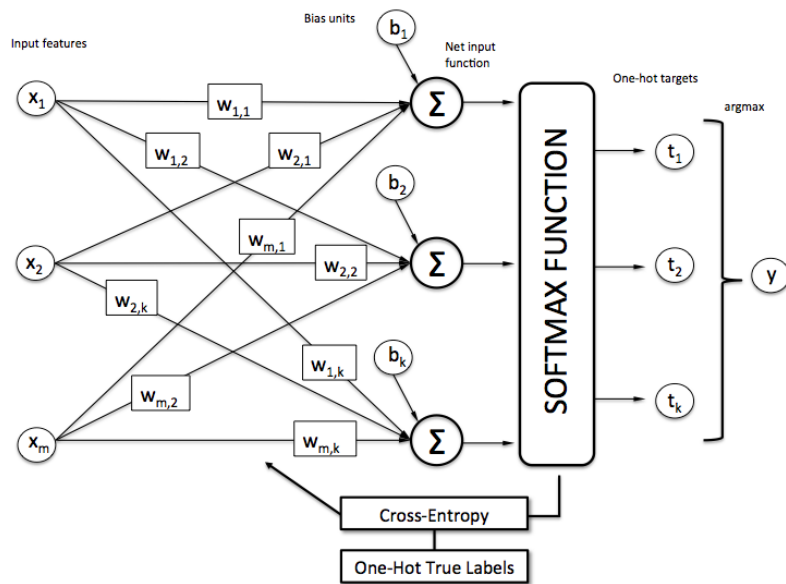 Bias units
b1
Input features
Net input
function
One-hot targets
argmax
x1
w1,1
Σ
w1,2
w2,1
t1
b2
wm,1
x2
w2,2
Σ
SOFTMAX FUNCTION
t2
y
w2,k
bk
w1,k
wm,2
t k
xm
wm,k
Σ
Cross-Entropy
One-Hot True Labels